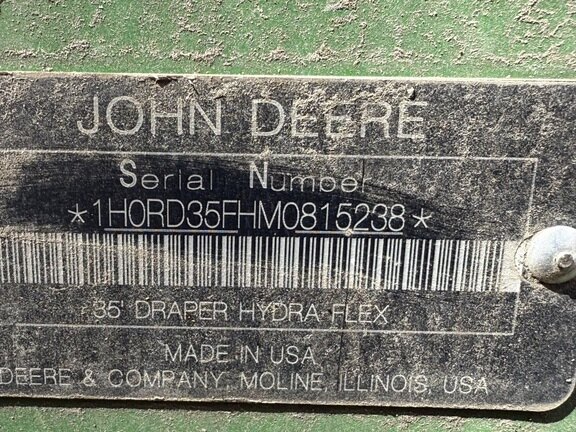 JOHN DEERE
Serial Number
*1H0RD35FHM0815238*
35' DRAPER HYDRA FLEX
MADE IN USA
DEERE & COMPANY, MOLINE, ILLINOIS, USA